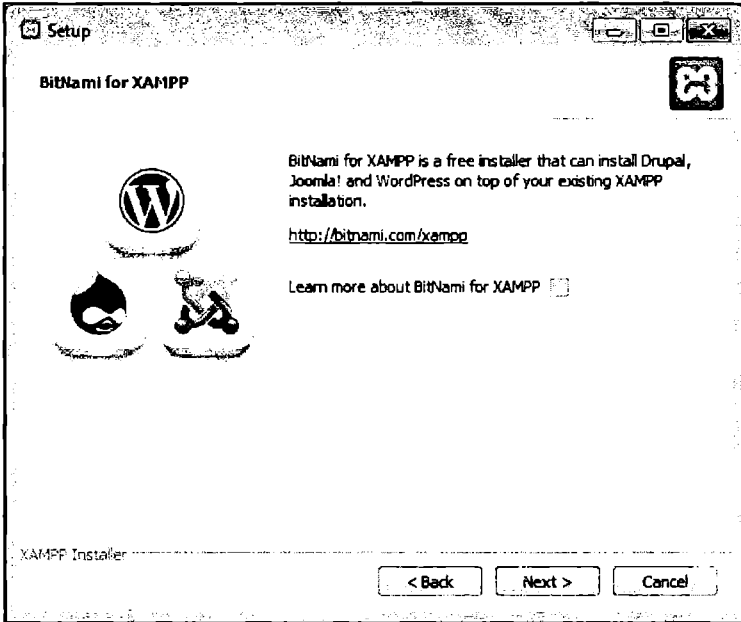 Setup
BitNami for XAMPP
BitNami for XAMPP is a free installer that can install Drupal,
Joomla! and WordPress on top of your existing XAMPP
installation.
http://bitnami.com/xampp
Learn more about BitNami for XAMPP
XAMPP Installer
< Back
Next >
Cancel